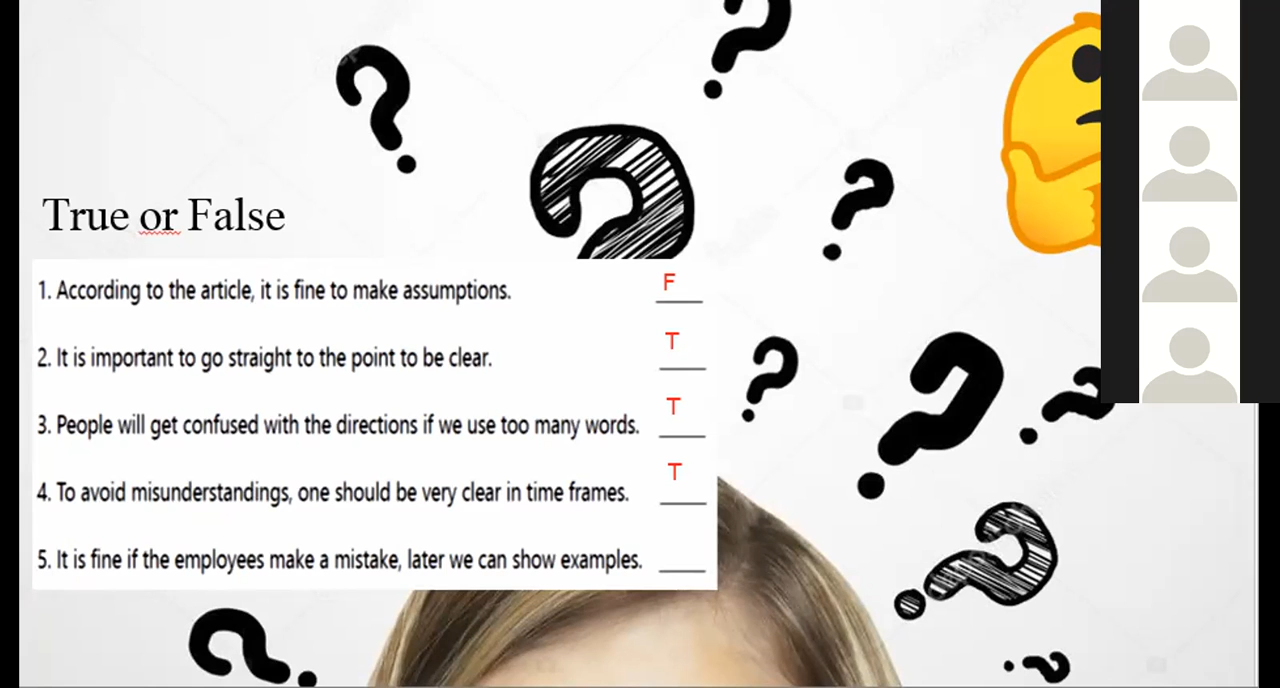 True or False
1. According to the article, it is fine to make assumptions. F
2. It is important to go straight to the point to be clear. T
3. People will get confused with the directions if we use too many words. T
4. To avoid misunderstandings, one should be very clear in time frames. T
5. It is fine if the employees make a mistake, later we can show examples.